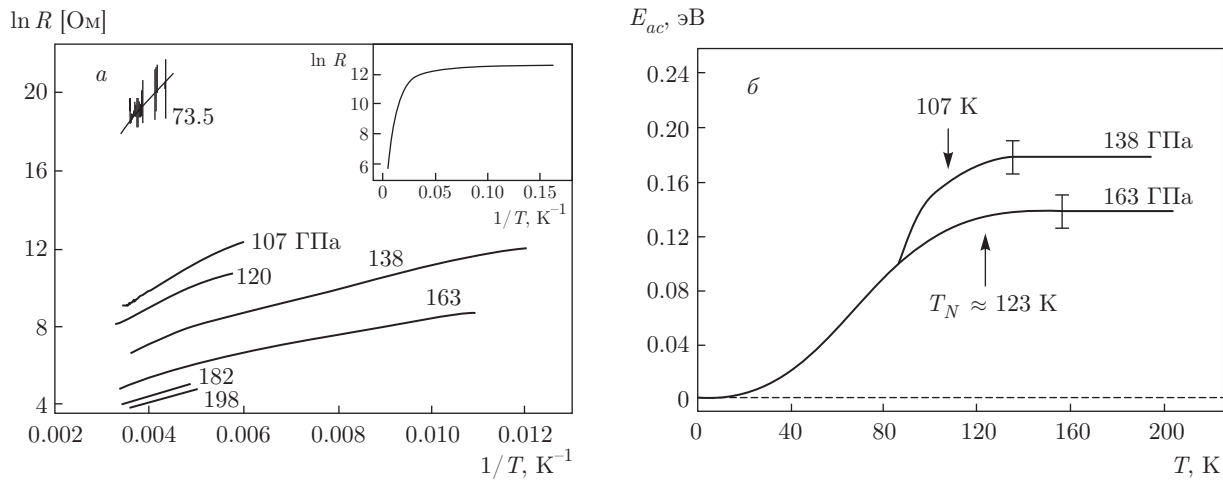 ln R [Ом]
20
16
12
8
4
а
73.5
107 ГПа
120
138
163
182
198
0.002
0.004
0.006
0.008
0.010
0.012
1/T, K⁻¹
ln R
12
10
8
6
0
0.05
0.10
0.15
1/T, K⁻¹
E_ac, эВ
0.24
0.20
0.16
0.12
0.08
0.04
0
б
107 K
138 ГПа
163 ГПа
T_N ≈ 123 K
0
40
80
120
160
200
T, K